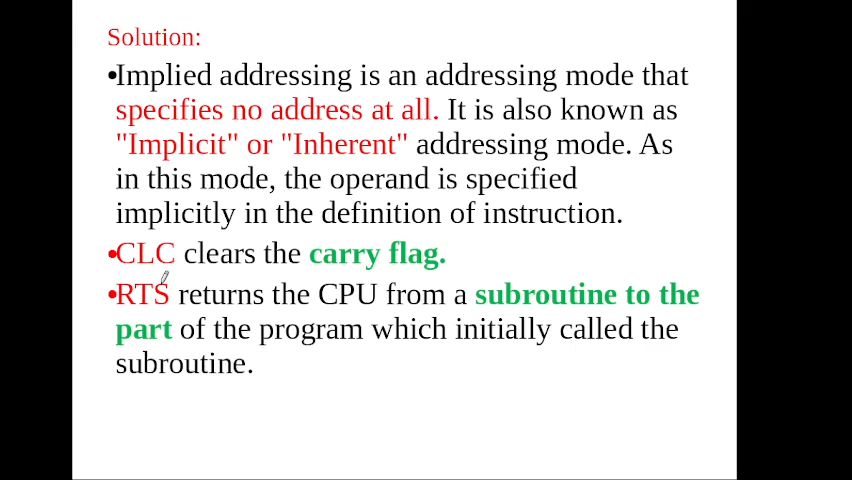 Solution:
•Implied addressing is an addressing mode that
specifies no address at all. It is also known as
"Implicit" or "Inherent" addressing mode. As
in this mode, the operand is specified
implicitly in the definition of instruction.
•CLC clears the carry flag.
•RTS returns the CPU from a subroutine to the
part of the program which initially called the
subroutine.